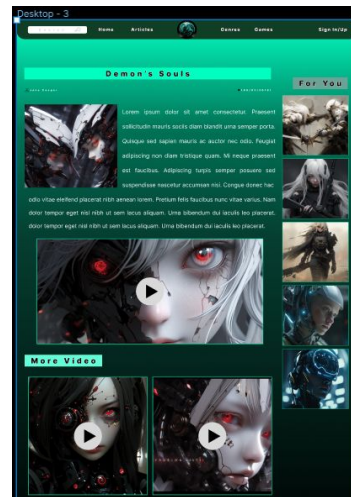 Desktop - 3
Home Articles Genres Games Sign In/Up
Demon's Souls
For You
Lorem ipsum dolor sit amet consectetur. Praesent
sollicitudin mauris sociis diam blandit urna semper porta.
Quisque sed sapien mauris ac auctor nec odio. Feugiat
adipiscing non diam tristique quam. Mi neque praesent
est faucibus. Adipiscing turpis semper posuere sed
suspendisse nascetur accumsan nisi. Congue donec hac
odio vitae eleifend placerat nibh aenean lorem. Pretium felis faucibus nunc vitae varius. Nam
dolor tempor eget nisl nibh ut sem lacus aliquam. Urna bibendum dui iaculis leo placerat.
dolor tempor eget nisl nibh ut sem lacus aliquam. Urna bibendum dui iaculis leo placerat.
More Video